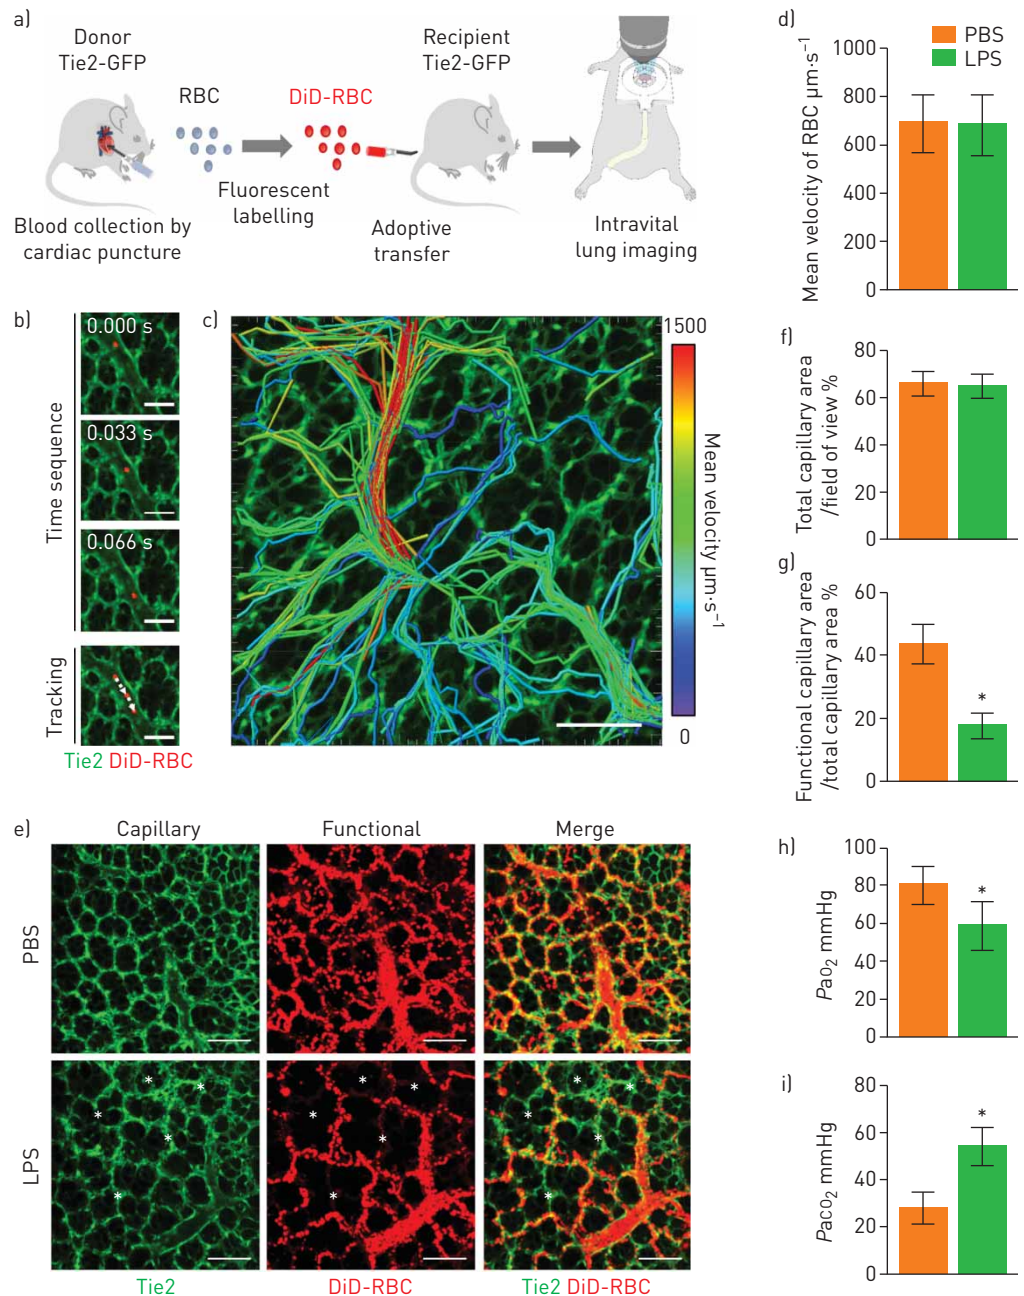 a)
Donor
Tie2-GFP
RBC
DiD-RBC
Recipient
Tie2-GFP
Fluorescent
labelling
Blood collection by
cardiac puncture
Adoptive
transfer
Intravital
lung imaging
b)
Time sequence
0.000 s
0.033 s
0.066 s
Tracking
Tie2 DiD-RBC
c)
1500
Mean velocity µm·s⁻¹
0
d)
PBS
LPS
Mean velocity of RBC µm·s⁻¹
1000
800
600
400
200
0
e)
Capillary
Functional
Merge
PBS
* * * * *
* * * * *
* * * * *
LPS
Tie2
DiD-RBC
Tie2 DiD-RBC
f)
Total capillary area
/field of view %
80
60
40
20
0
g)
Functional capillary area
/total capillary area %
60
40
20
0
*
h)
PaO₂ mmHg
100
80
60
40
20
0
*
i)
PaCO₂ mmHg
80
60
40
20
0
*